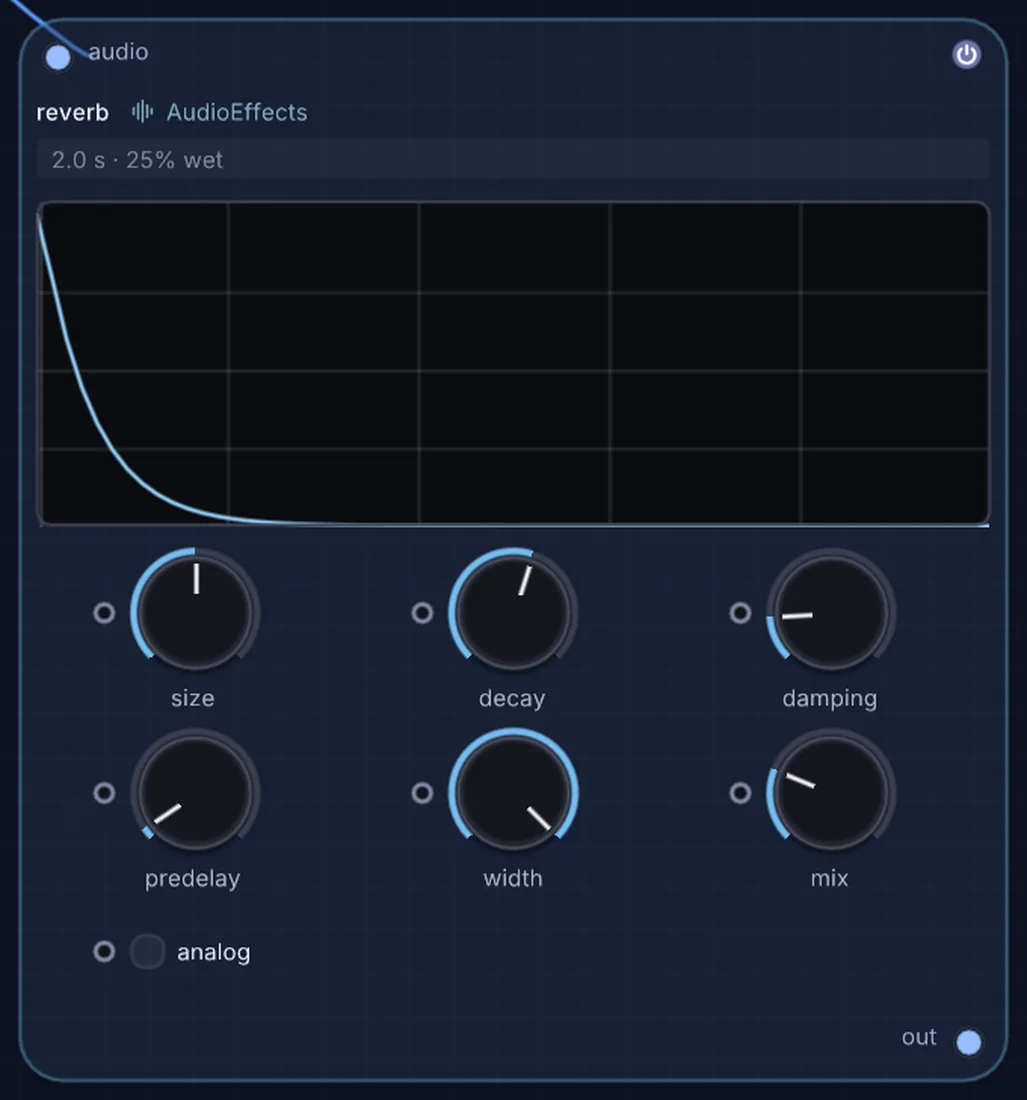 audio
reverb AudioEffects
2.0 s · 25% wet
size decay damping
predelay width mix
analog
out